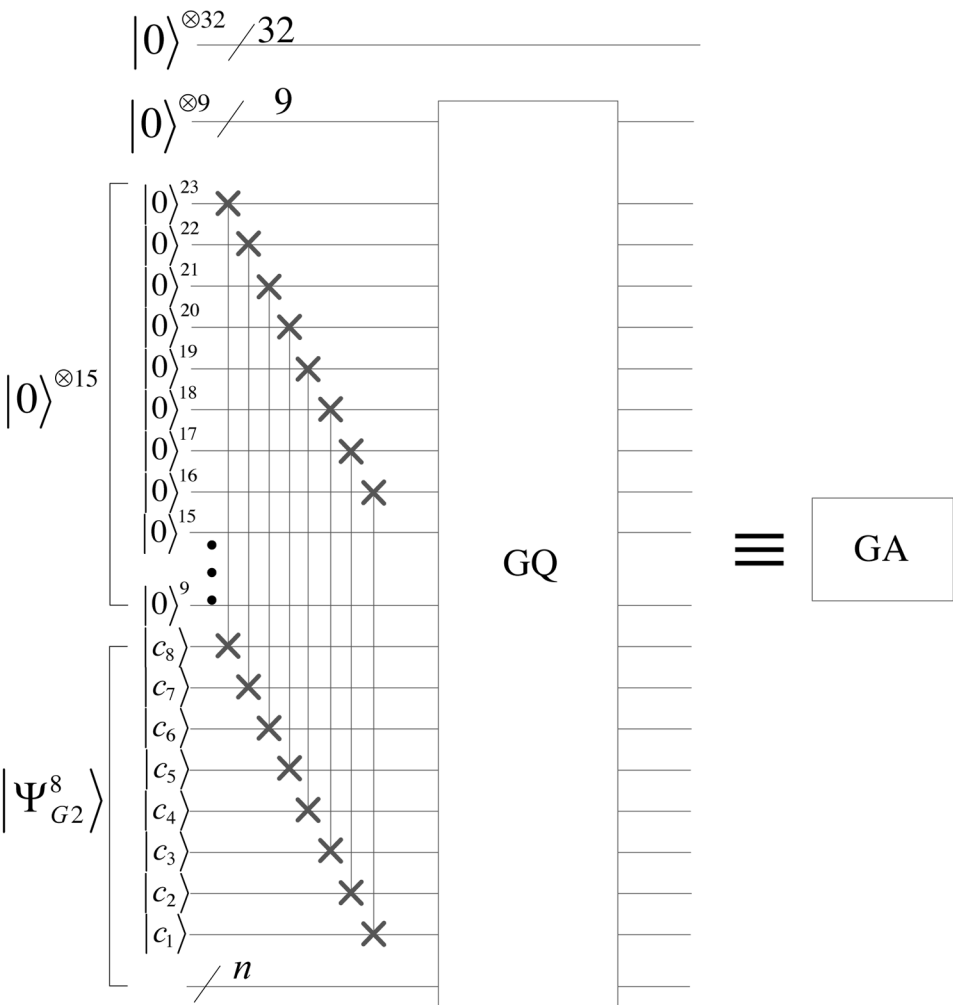 |0⟩^⊗32 32
|0⟩^⊗9 9
|0⟩^23
|0⟩^22
|0⟩^21
|0⟩^20
|0⟩^19
|0⟩^18
|0⟩^⊗15
|0⟩^17
|0⟩^16
|0⟩^15
GQ ≡ GA
|0⟩^9
|c_8⟩
|c_7⟩
|c_6⟩
|c_5⟩
|Ψ^8_{G2}⟩
|c_4⟩
|c_3⟩
|c_2⟩
|c_1⟩
n